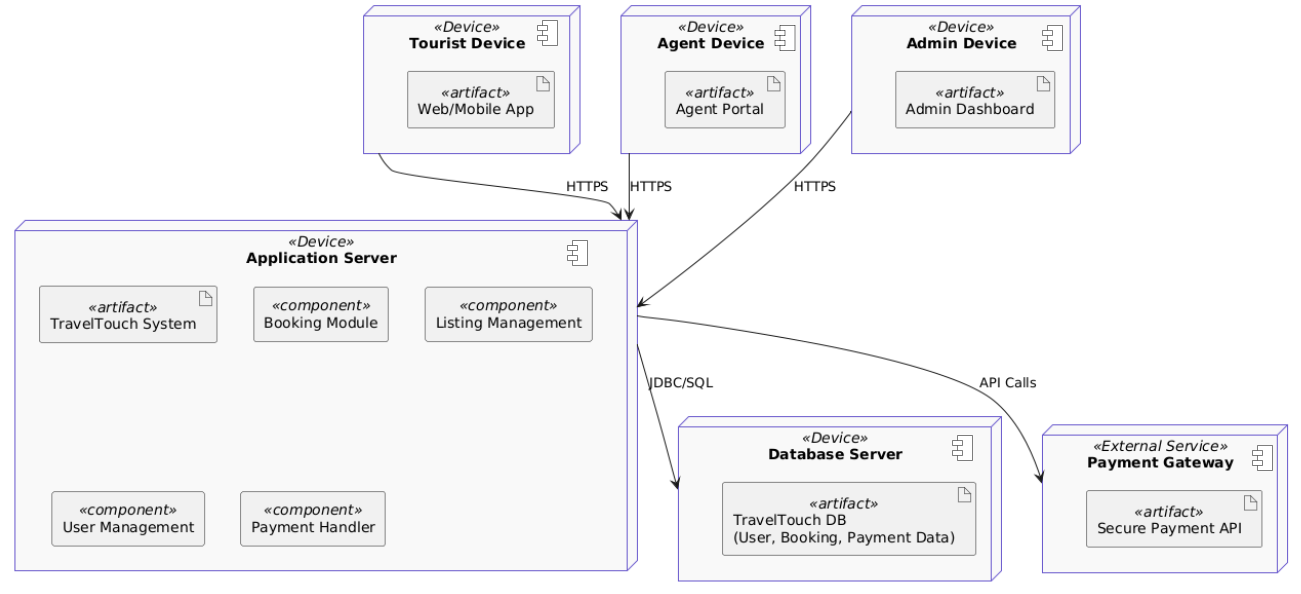 «Device»
Tourist Device
«artifact»
Web/Mobile App
«Device»
Agent Device
«artifact»
Agent Portal
«Device»
Admin Device
«artifact»
Admin Dashboard
HTTPS
HTTPS
HTTPS
«Device»
Application Server
«artifact»
TravelTouch System
«component»
Booking Module
«component»
Listing Management
«component»
User Management
«component»
Payment Handler
JDBC/SQL
API Calls
«Device»
Database Server
«artifact»
TravelTouch DB
(User, Booking, Payment Data)
«External Service»
Payment Gateway
«artifact»
Secure Payment API